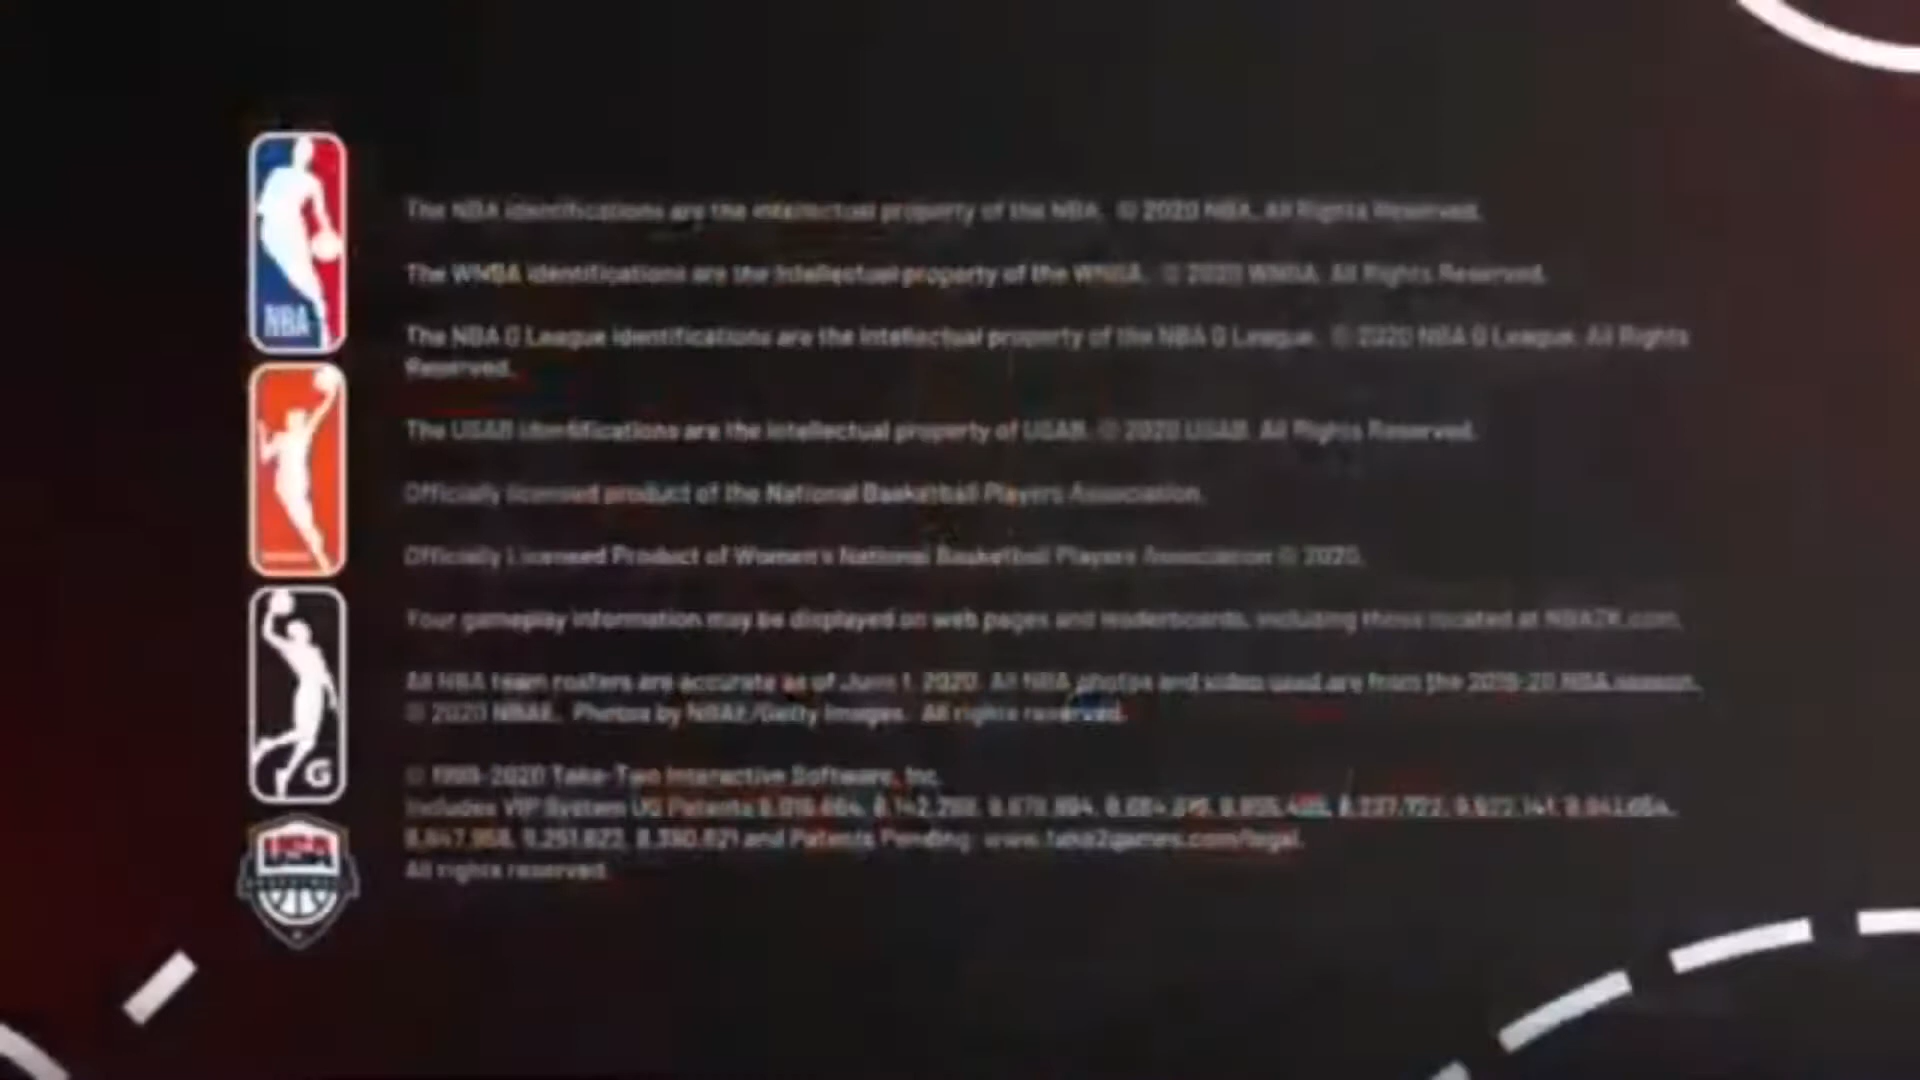 The NBA identifications are the intellectual property of the NBA. © 2020 NBA. All Rights Reserved.
The WNBA identifications are the intellectual property of the WNBA. © 2020 WNBA. All Rights Reserved.
The NBA G League identifications are the intellectual property of the NBA G League. © 2020 NBA G League. All Rights
Reserved.
The USAB identifications are the intellectual property of USAB. © 2020 USAB. All Rights Reserved.
Officially licensed product of the National Basketball Players Association.
Officially Licensed Product of Women's National Basketball Players Association © 2020.
Your gameplay information may be displayed on web pages and leaderboards, including those located at NBA2K.com.
All NBA team rosters are accurate as of June 1, 2020. All NBA photos and video used are from the 2019-20 NBA season.
© 2020 NBAE. Photos by NBAE/Getty Images. All rights reserved.
© 1999-2020 Take-Two Interactive Software, Inc.
Includes VIP System US Patents
and Patents Pending: www.take2games.com/legal.
All rights reserved.
NBA
G
USA